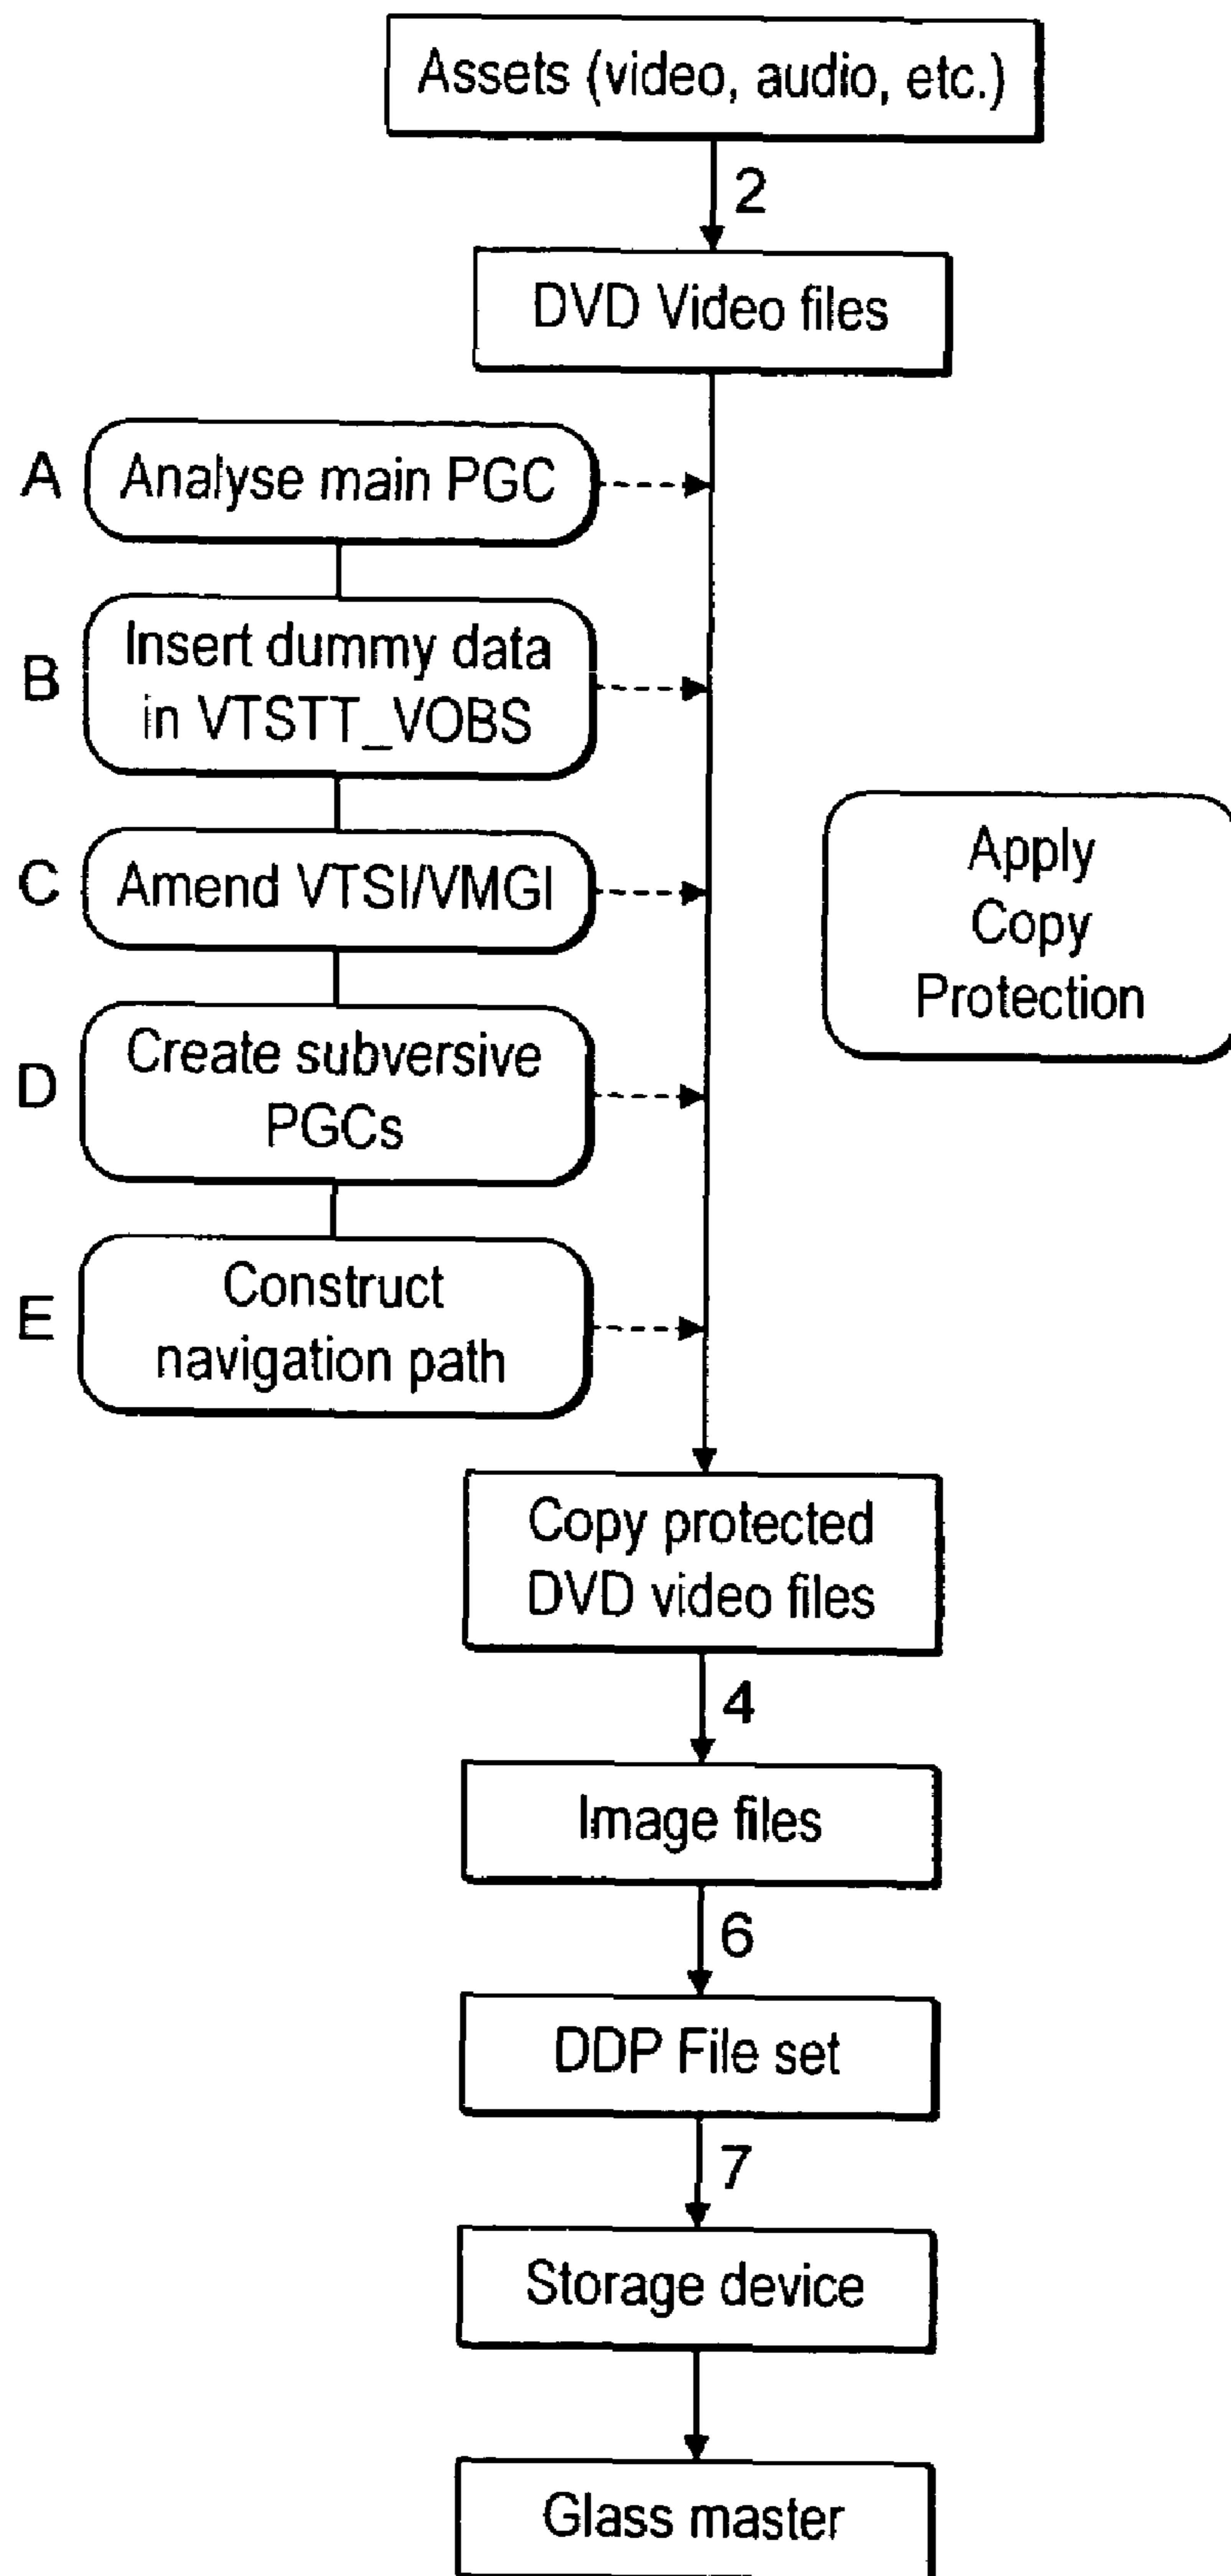 Assets (video, audio, etc.)
2
DVD Video files
A
Analyse main PGC
B
Insert dummy data
in VTSTT_VOBS
C
Amend VTSI/VMGI
Apply
Copy
Protection
D
Create subversive
PGCs
E
Construct
navigation path
Copy protected
DVD video files
4
Image files
6
DDP File set
7
Storage device
Glass master